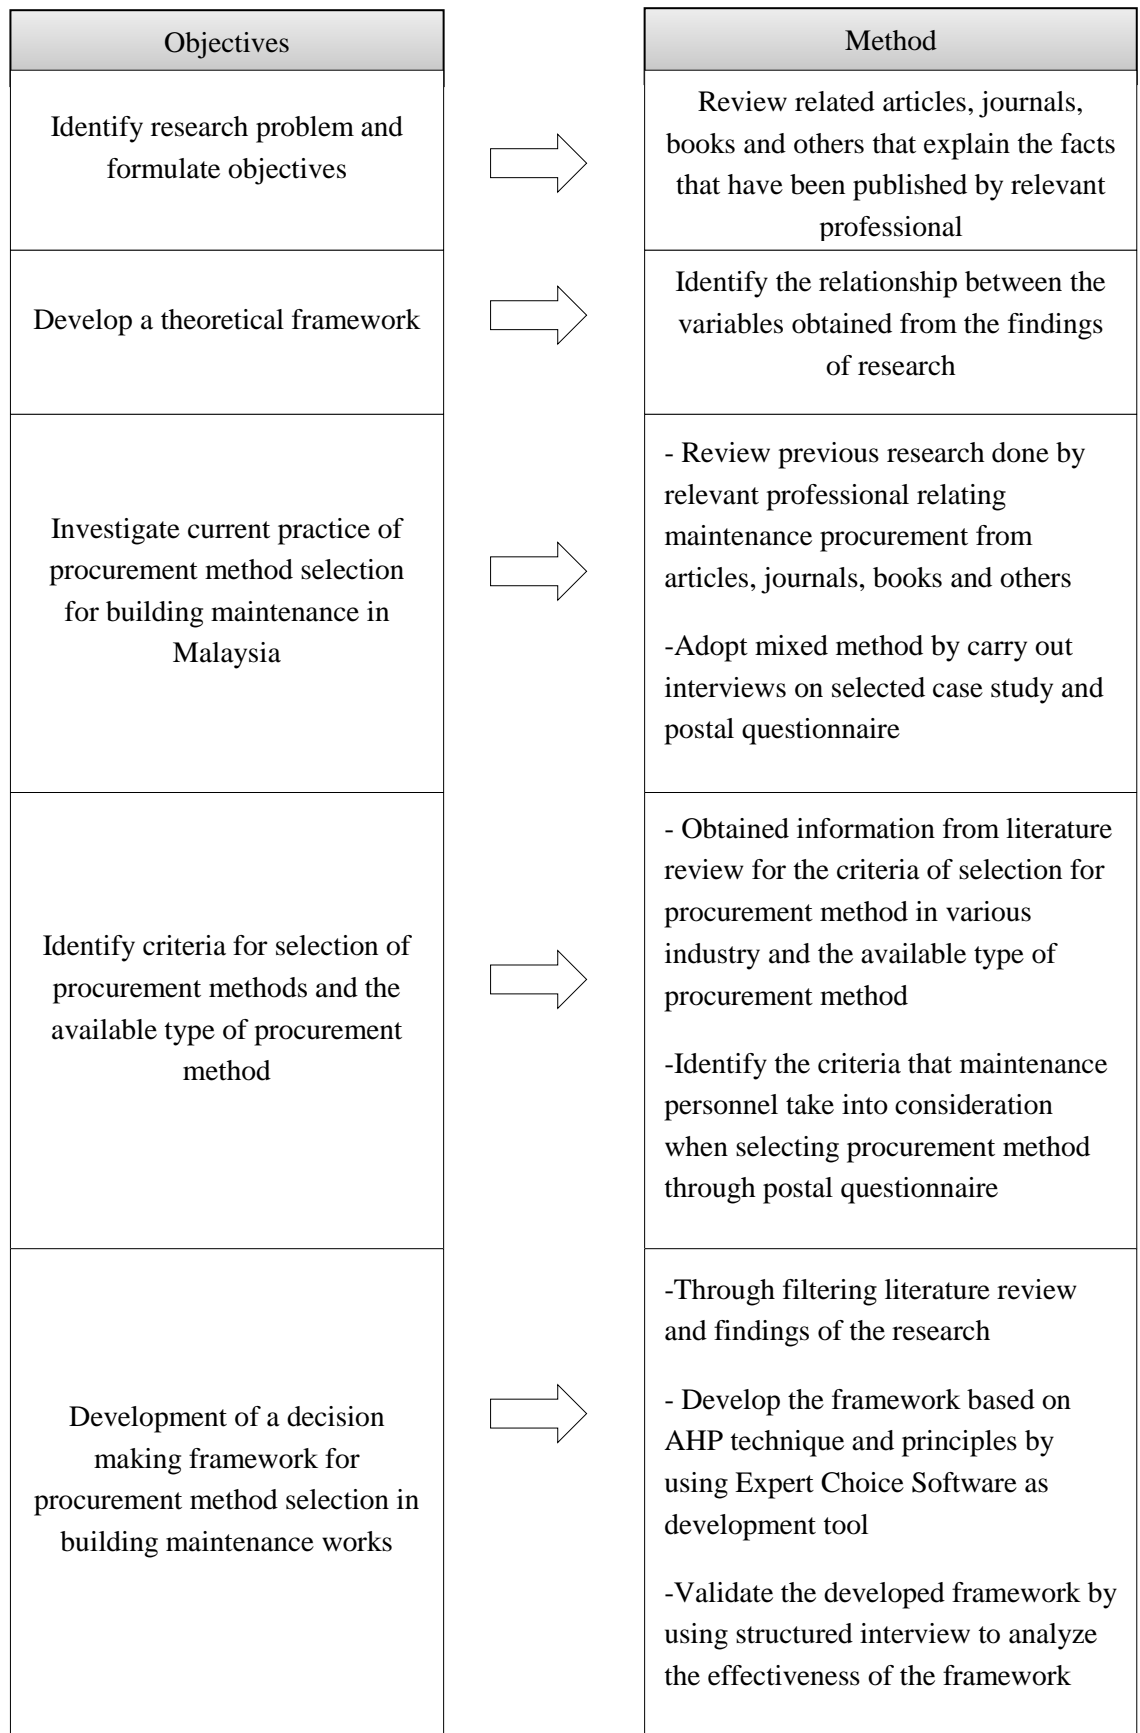 Objectives
Method
Identify research problem and
formulate objectives
Review related articles, journals,
books and others that explain the facts
that have been published by relevant
professional
Develop a theoretical framework
Identify the relationship between the
variables obtained from the findings
of research
Investigate current practice of
procurement method selection
for building maintenance in
Malaysia
- Review previous research done by
relevant professional relating
maintenance procurement from
articles, journals, books and others
-Adopt mixed method by carry out
interviews on selected case study and
postal questionnaire
Identify criteria for selection of
procurement methods and the
available type of procurement
method
- Obtained information from literature
review for the criteria of selection for
procurement method in various
industry and the available type of
procurement method
-Identify the criteria that maintenance
personnel take into consideration
when selecting procurement method
through postal questionnaire
Development of a decision
making framework for
procurement method selection in
building maintenance works
-Through filtering literature review
and findings of the research
- Develop the framework based on
AHP technique and principles by
using Expert Choice Software as
development tool
-Validate the developed framework by
using structured interview to analyze
the effectiveness of the framework